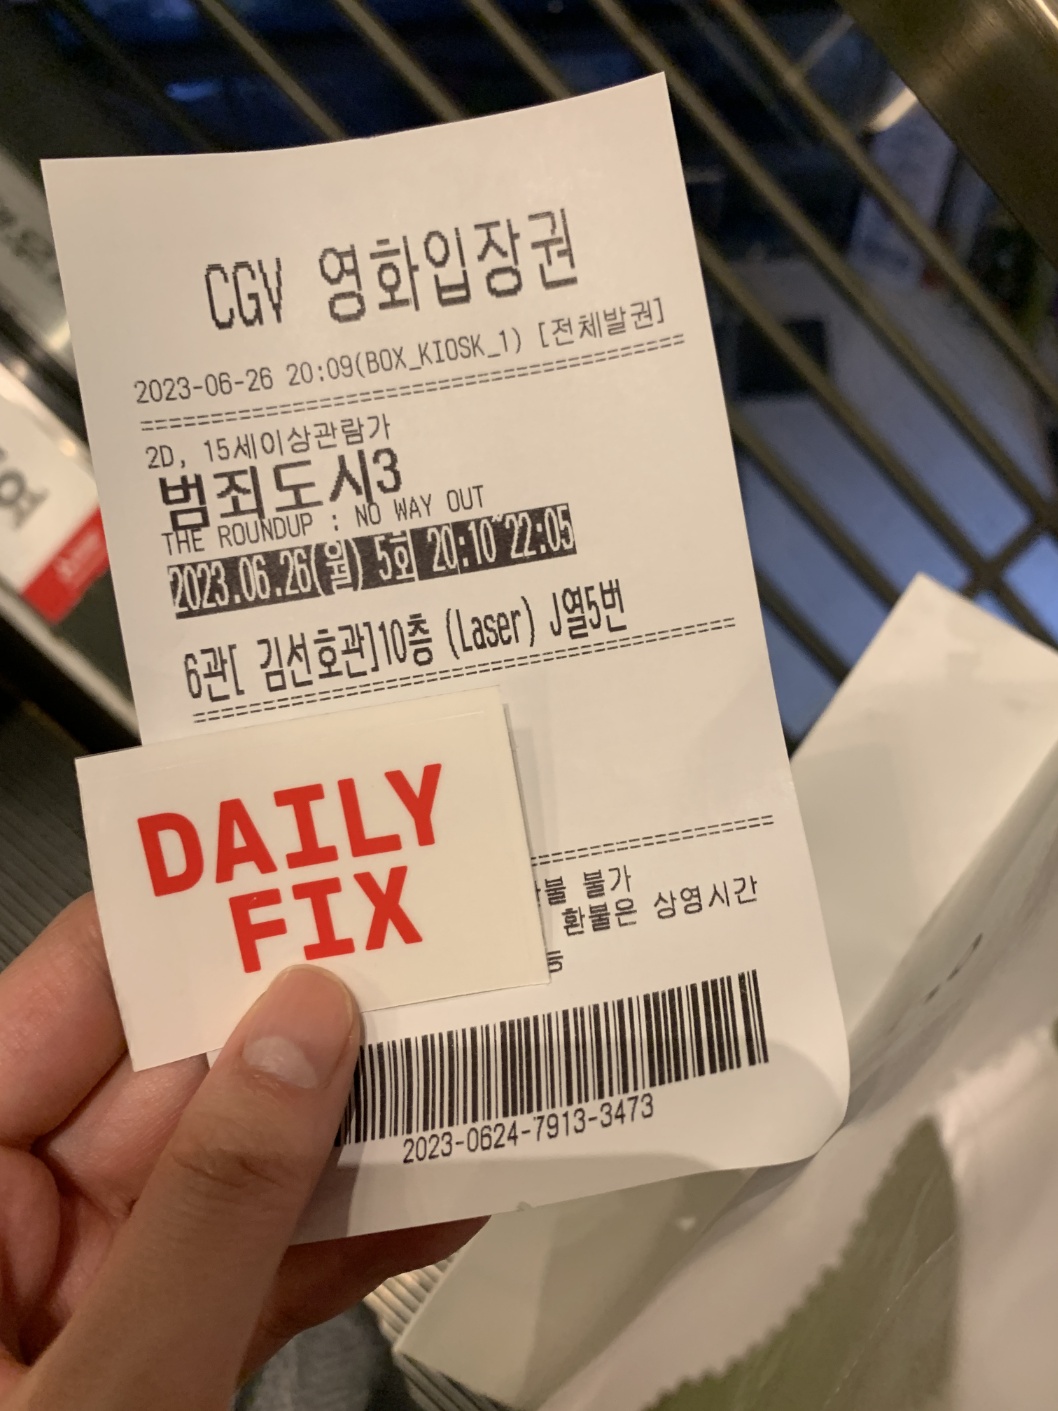 CGV 영화입장권
2023-06-26 20:09(BOX_KIOSK_1) [전체발권]
2D, 15세이상관람가
범죄도시3
THE ROUNDUP : NO WAY OUT
2023.06.26(월) 5회 20:10~22:05
6관[ 김선호관]10층 (Laser) J열5번
DAILY
FIX
불 불가
환불은 상영시간
2023-0624-7913-3473